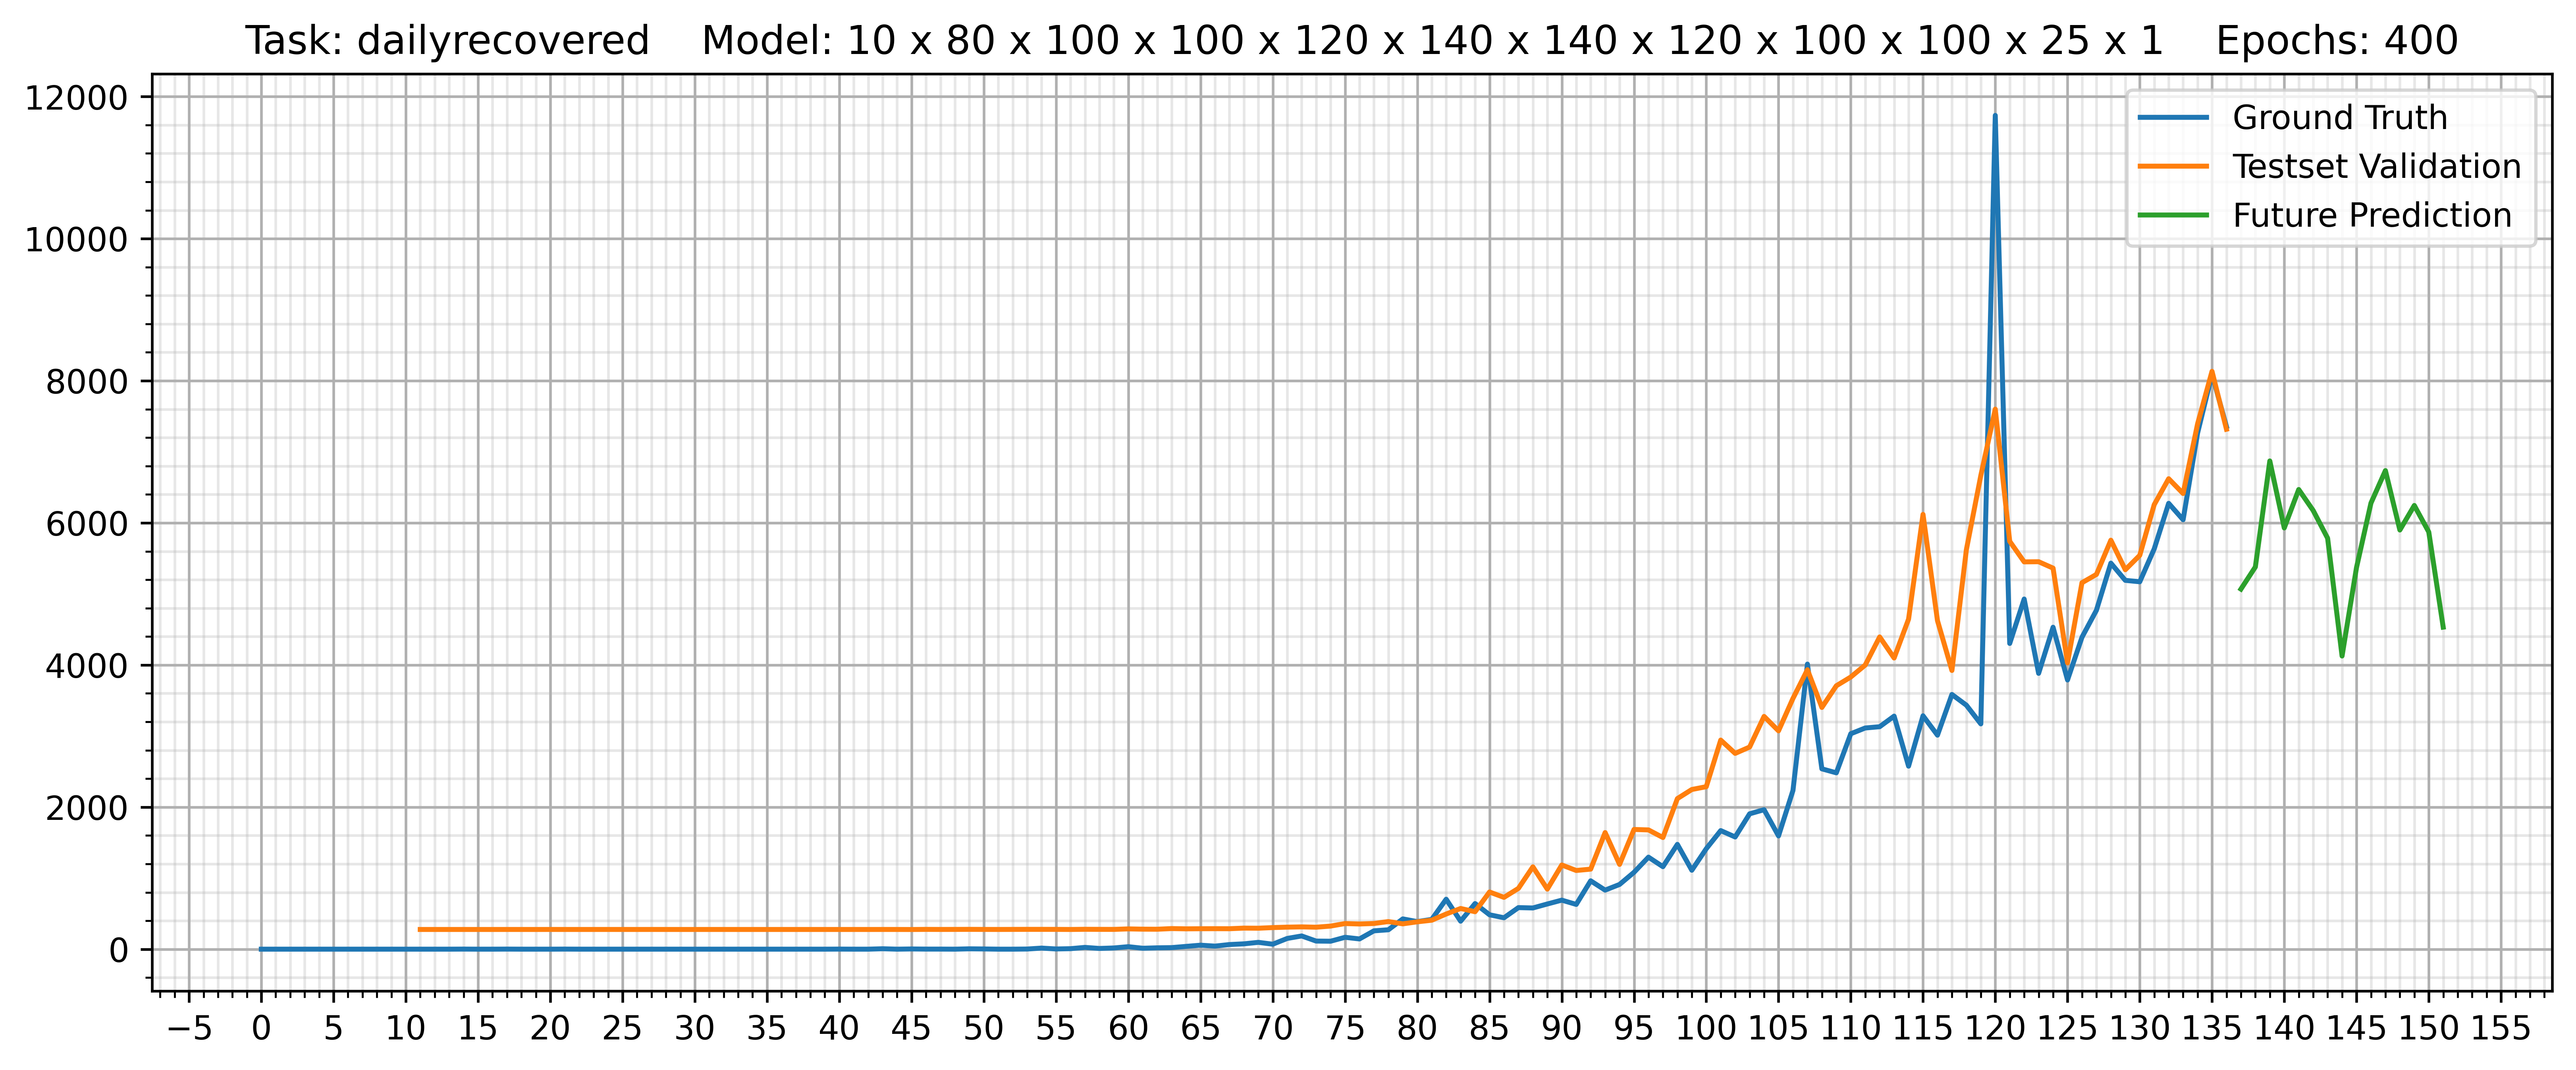 Task: dailyrecovered Model: 10 x 80 x 100 x 100 x 120 x 140 x 140 x 120 x 100 x 100 x 25 x 1 Epochs: 400
12000
10000
8000
6000
4000
2000
0
Ground Truth
Testset Validation
Future Prediction
−5 0 5 10 15 20 25 30 35 40 45 50 55 60 65 70 75 80 85 90 95 100 105 110 115 120 125 130 135 140 145 150 155